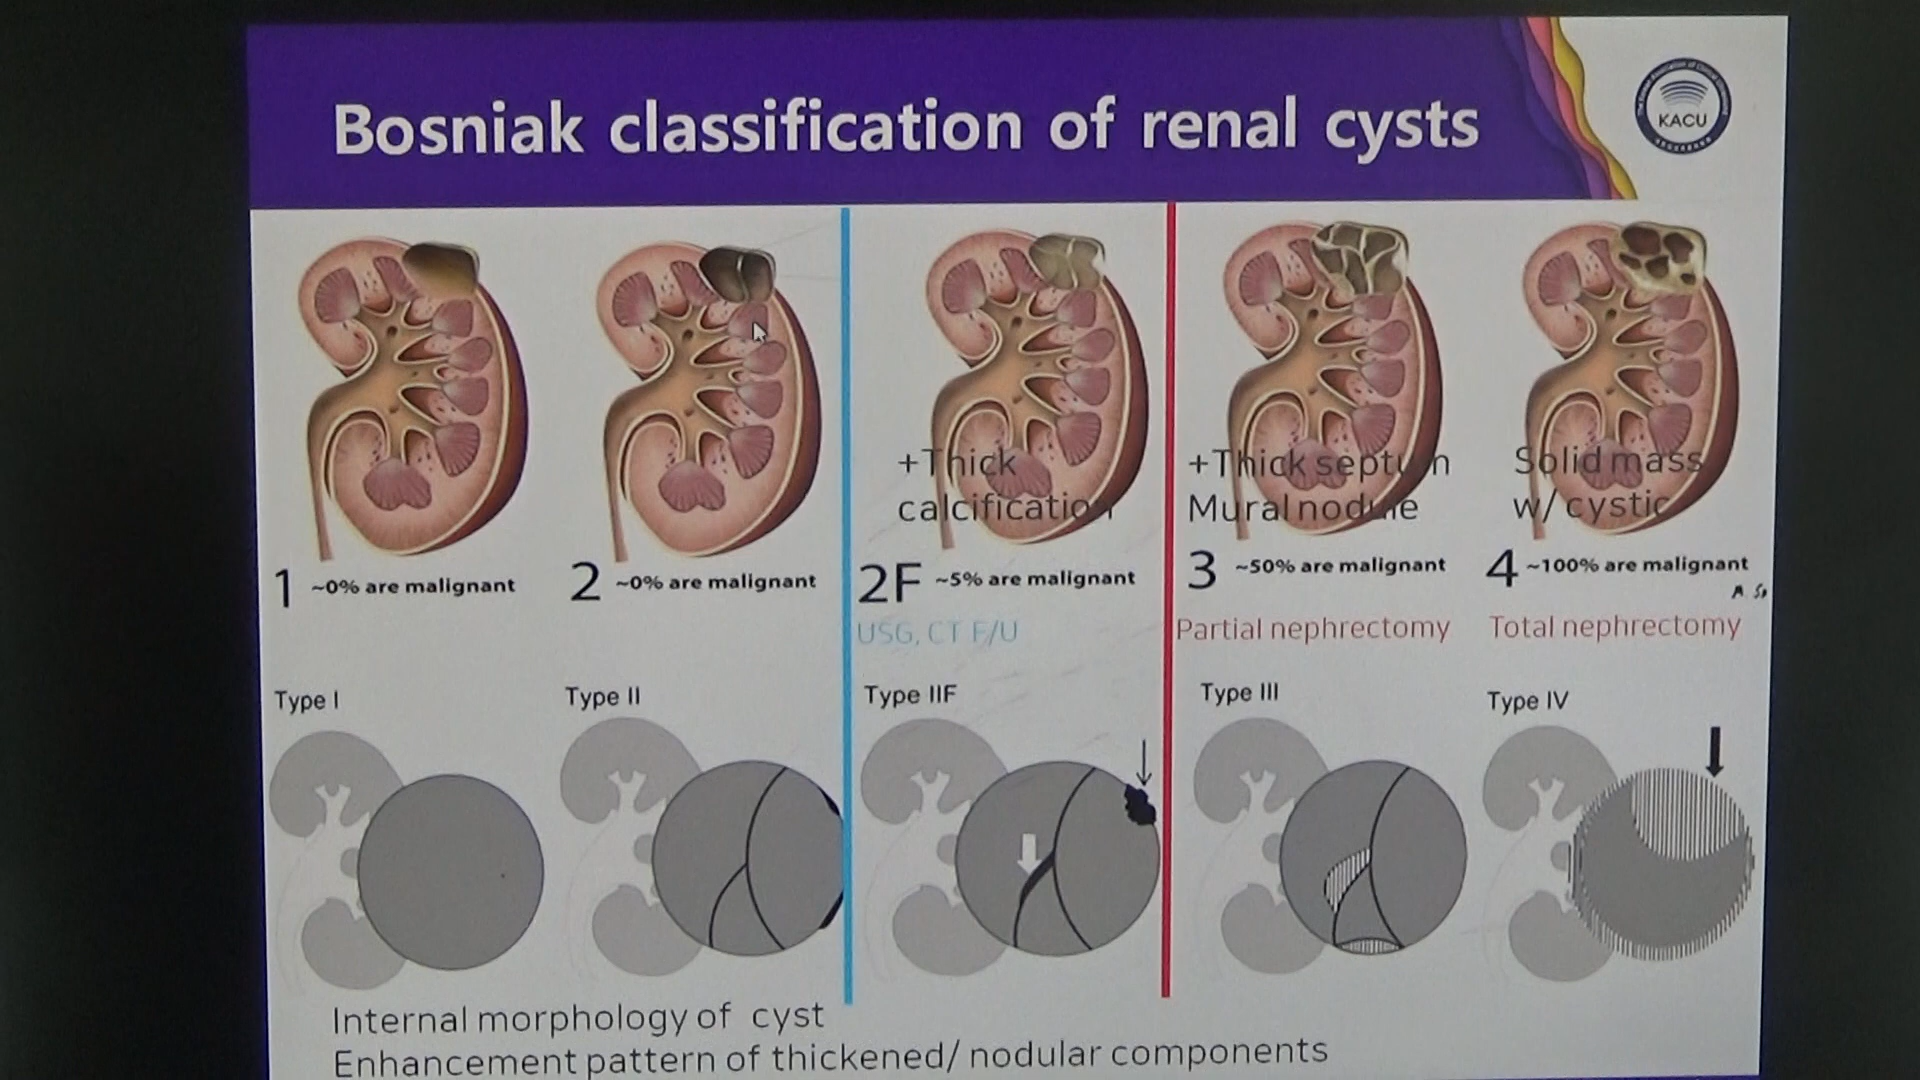 Bosniak classification of renal cysts
KACU
+Thick
calcification
+Thick septum
Mural nodule
Solid mass
w/ cystic
1 ~0% are malignant
2 ~0% are malignant
2F ~5% are malignant
3 ~50% are malignant
4 ~100% are malignant
USG, CT F/U
Partial nephrectomy
Total nephrectomy
Type I
Type II
Type IIF
Type III
Type IV
Internal morphology of cyst
Enhancement pattern of thickened/ nodular components